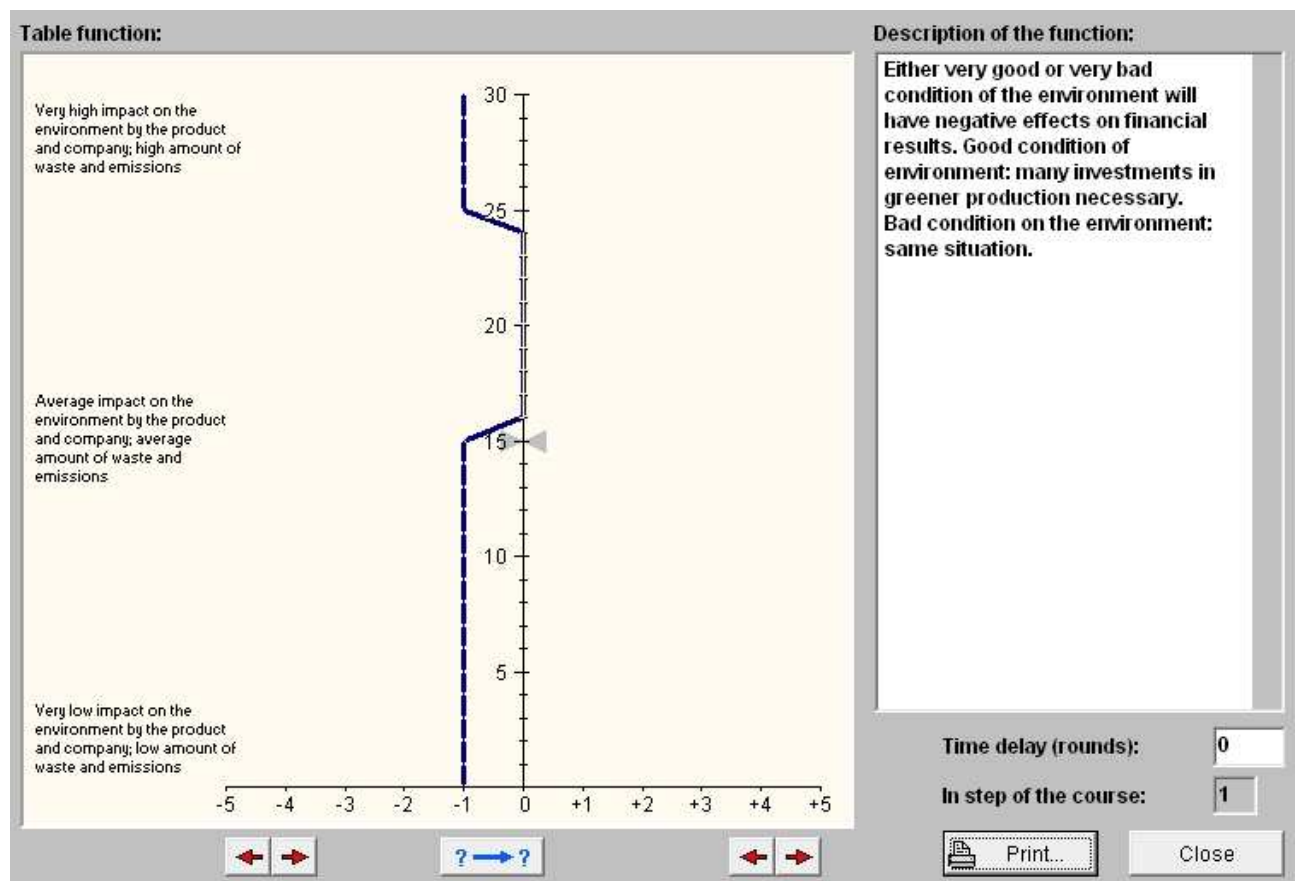 Table function:
Description of the function:
Very high impact on the
environment by the product
and company; high amount of
waste and emissions
Average impact on the
environment by the product
and company; average
amount of waste and
emissions
Very low impact on the
environment by the product
and company; low amount of
waste and emissions
30
25
20
15
10
5
-5 -4 -3 -2 -1 0 +1 +2 +3 +4 +5
? ?
Either very good or very bad
condition of the environment will
have negative effects on financial
results. Good condition of
environment: many investments in
greener production necessary.
Bad condition on the environment:
same situation.
Time delay (rounds): 0
In step of the course: 1
Print...
Close